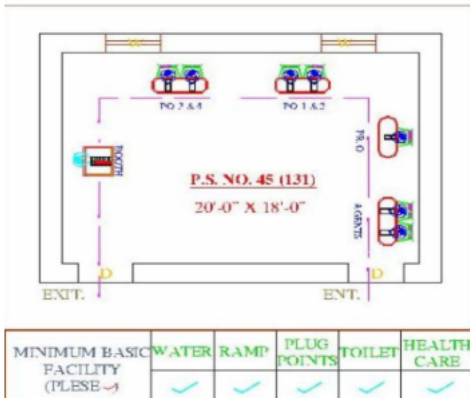 W
W
PO 3 & 4
PO 1 & 2
PR.O
BOOTH
P.S. NO. 45 (131)
20'-0" X 18'-0"
AGENTS
D
D
EXIT.
ENT.
MINIMUM BASIC FACILITY (PLESE ✓)
WATER
RAMP
PLUG POINTS
TOILET
HEALTH CARE
✓ ✓ ✓ ✓ ✓